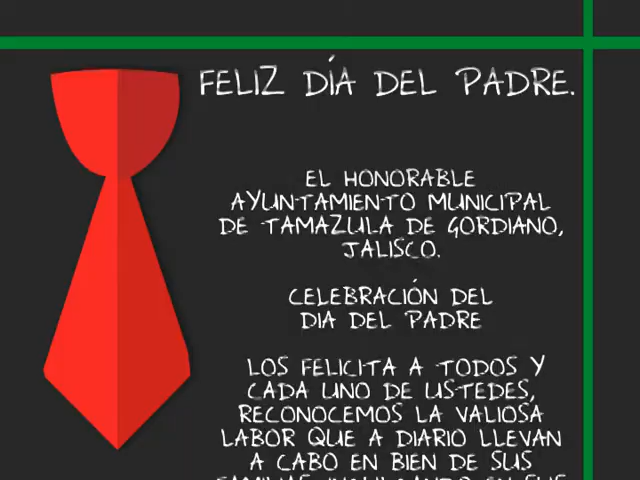 FELIZ DÍA DEL PADRE.
EL HONORABLE
AYUNTAMIENTO MUNICIPAL
DE TAMAZULA DE GORDIANO,
JALISCO.
CELEBRACIÓN DEL
DIA DEL PADRE
LOS FELICITA A TODOS Y
CADA UNO DE USTEDES,
RECONOCEMOS LA VALIOSA
LABOR QUE A DIARIO LLEVAN
A CABO EN BIEN DE SUS